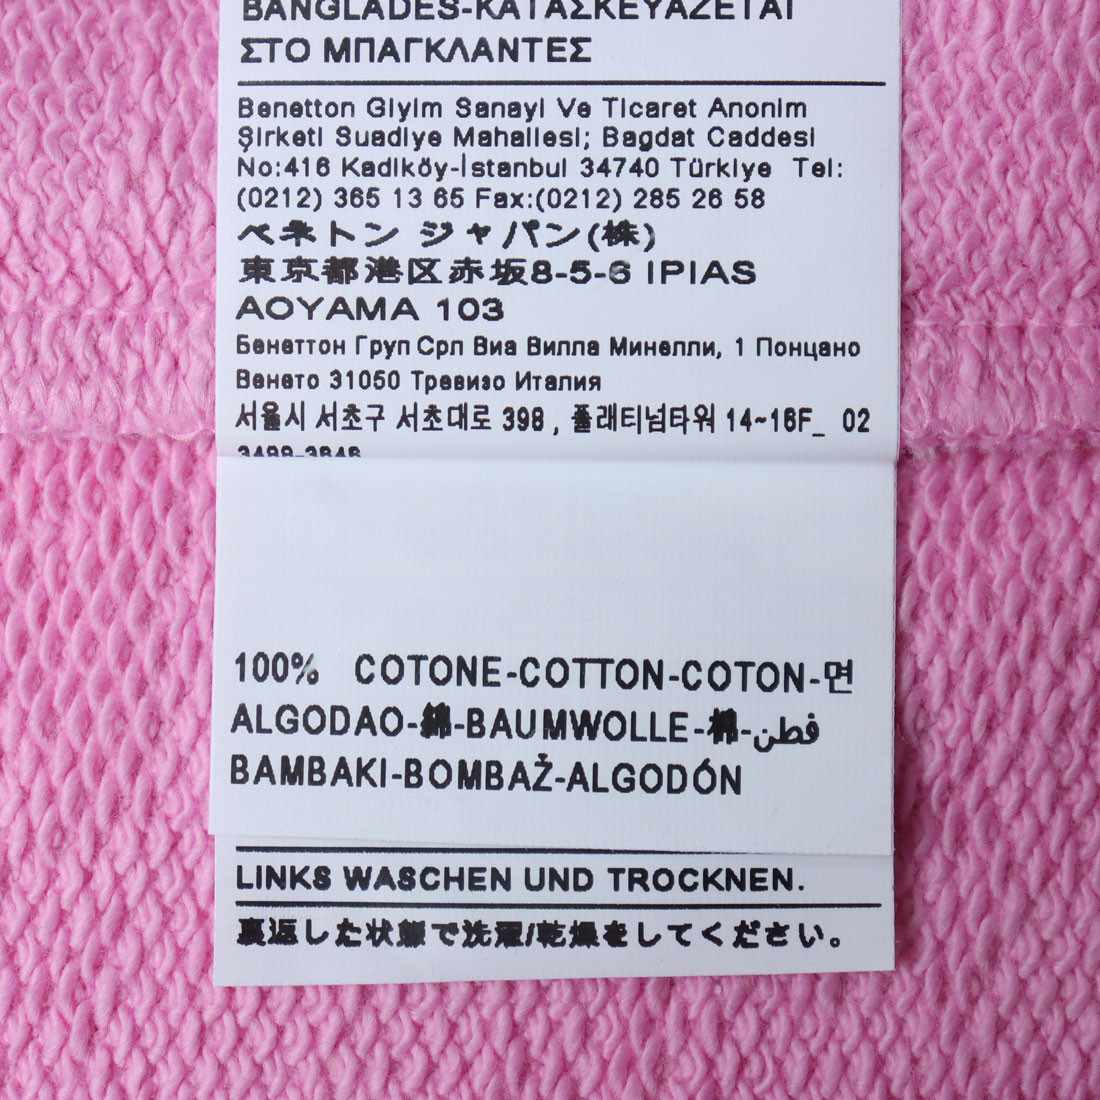 BANGLADES-ΚΑΤΑΣΚΕΥΑΖΕΤΑΙ
ΣΤΟ ΜΠΑΓΚΛΑΝΤΕΣ
Benetton Giyim Sanayi Ve Ticaret Anonim
Şirketi Suadiye Mahallesi; Bagdat Caddesi
No:416 Kadiköy-İstanbul 34740 Türkiye Tel:
(0212) 365 13 65 Fax:(0212) 285 26 58
ベネトン ジャパン(株)
東京都港区赤坂8-5-6 IPIAS
AOYAMA 103
Бенеттон Груп Срл Виа Вилла Минелли, 1 Понцано
Венето 31050 Тревизо Италия
서울시 서초구 서초대로 398 , 플래티넘타워 14~16F_ 02
3499-3646
100% COTONE-COTTON-COTON-면
ALGODAO-綿-BAUMWOLLE-棉-قطن
BAMBAKI-BOMBAŽ-ALGODÓN
LINKS WASCHEN UND TROCKNEN.
裏返した状態で洗濯/乾燥をしてください。